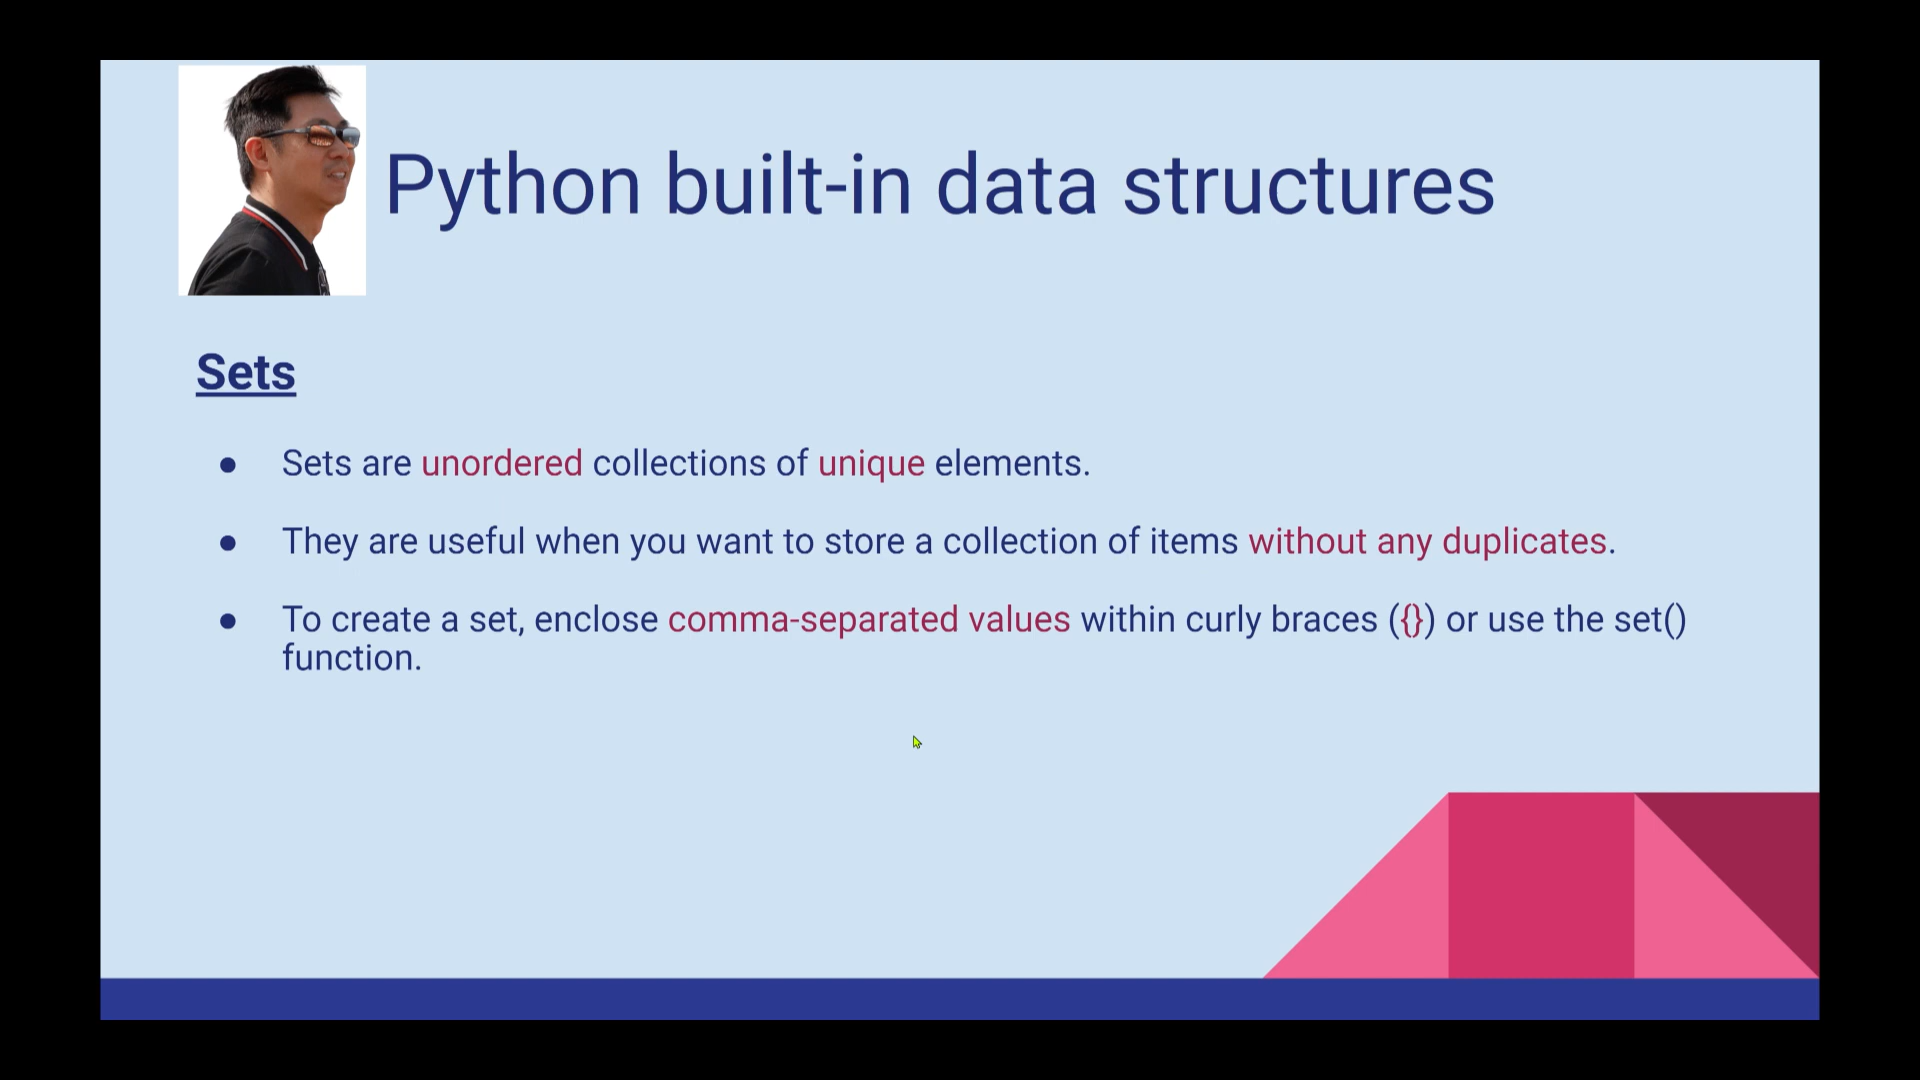 Python built-in data structures
Sets
● Sets are unordered collections of unique elements.
● They are useful when you want to store a collection of items without any duplicates.
● To create a set, enclose comma-separated values within curly braces ({}) or use the set()
function.